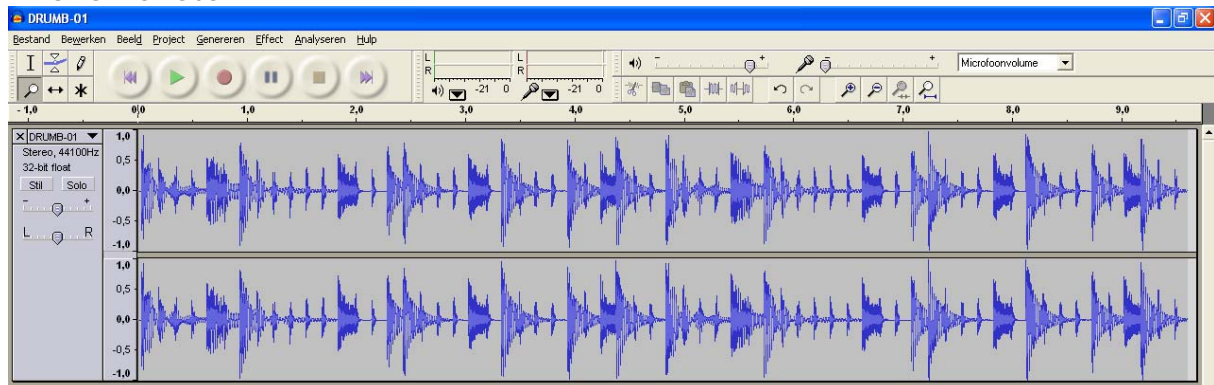 DRUMB-01
Bestand Bewerken Beeld Project Genereren Effect Analyseren Hulp
L
R
L
R
-21 0
-21 0
- +
- +
Microfoonvolume
- 1,0 0,0 1,0 2,0 3,0 4,0 5,0 6,0 7,0 8,0 9,0
DRUMB-01
Stereo, 44100Hz
32-bit float
Stil Solo
- +
L R
1,0
0,5
0,0
-0,5
-1,0
1,0
0,5
0,0
-0,5
-1,0